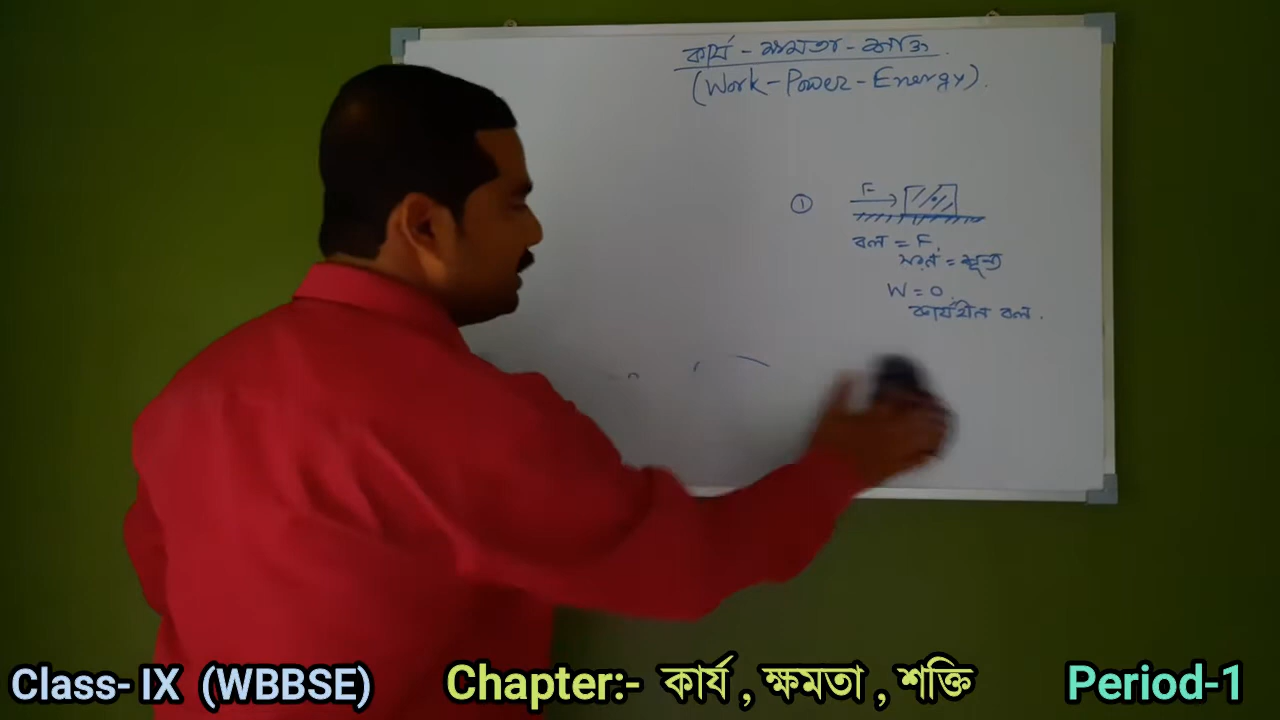 কার্য - ক্ষমতা - শক্তি
(Work - Power - Energy).
① F
বল = F,
সরণ = শূন্য
W = 0.
কার্যহীন বল.
Class- IX (WBBSE) Chapter:- কার্য , ক্ষমতা , শক্তি Period-1